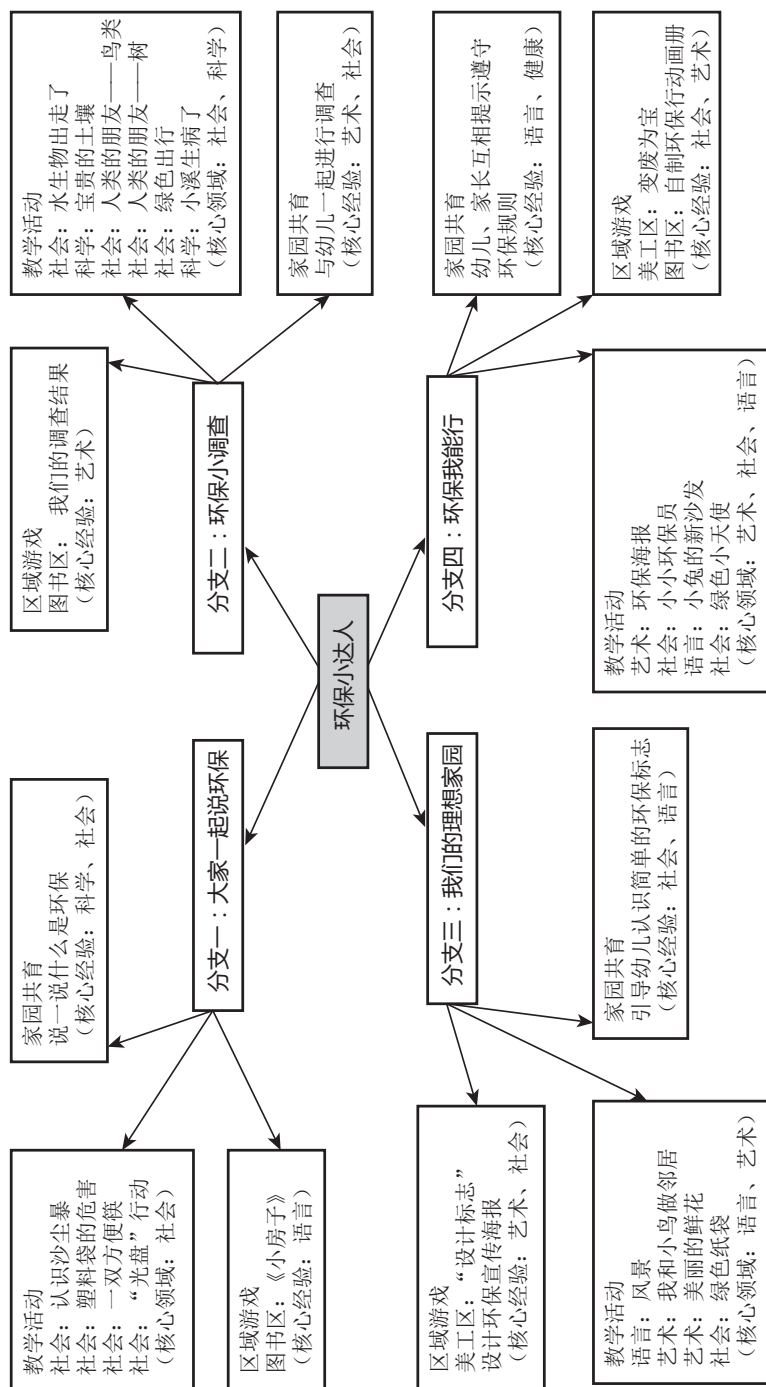 环保小达人
分支一：大家一起说环保
教学活动
社会：认识沙尘暴
社会：塑料袋的危害
社会：一双方便筷
社会：“光盘”行动
（核心领域：社会）
家园共育
说一说什么是环保
（核心经验：科学、社会）
区域游戏
图书区：《小房子》
（核心经验：语言）
分支二：环保小调查
区域游戏
图书区： 我们的调查结果
（核心经验：艺术）
教学活动
社会：水生物出走了
科学：宝贵的土壤
社会：人类的朋友——鸟类
社会：人类的朋友——树
社会：绿色出行
科学：小溪生病了
（核心领域：社会、科学）
家园共育
与幼儿一起进行调查
（核心经验：艺术、社会）
分支三：我们的理想家园
区域游戏
美工区：“设计标志”
设计环保宣传海报
（核心经验：艺术、社会）
教学活动
语言：风景
艺术：我和小鸟做邻居
艺术：美丽的鲜花
社会：绿色纸袋
（核心领域：语言、艺术）
家园共育
引导幼儿认识简单的环保标志
（核心经验：社会、语言）
分支四：环保我能行
家园共育
幼儿、家长互相提示遵守
环保规则
（核心经验：语言、健康）
区域游戏
美工区：变废为宝
图书区：自制环保行动画册
（核心经验：社会、艺术）
教学活动
艺术：环保海报
社会：小小环保员
语言：小兔的新沙发
社会：绿色小天使
（核心领域：艺术、社会、语言）